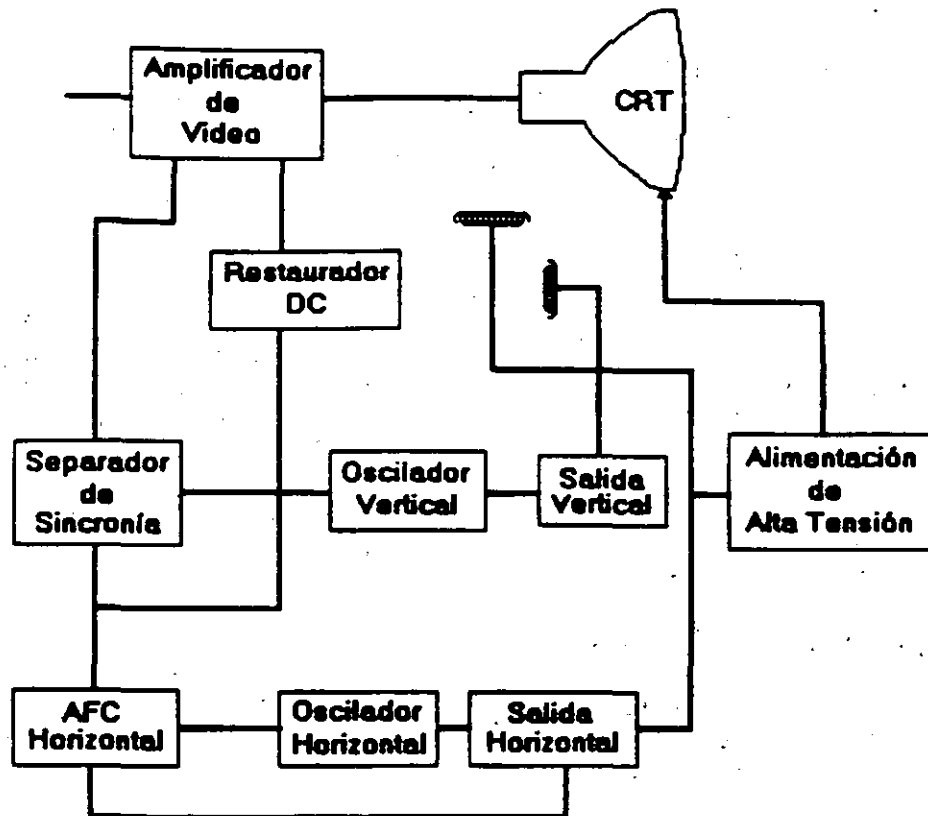 Amplificador
de
Video
CRT
Restaurador
DC
Separador
de
Sincronía
Oscilador
Vertical
Salida
Vertical
Alimentación
de
Alta Tensión
AFC
Horizontal
Oscilador
Horizontal
Salida
Horizontal